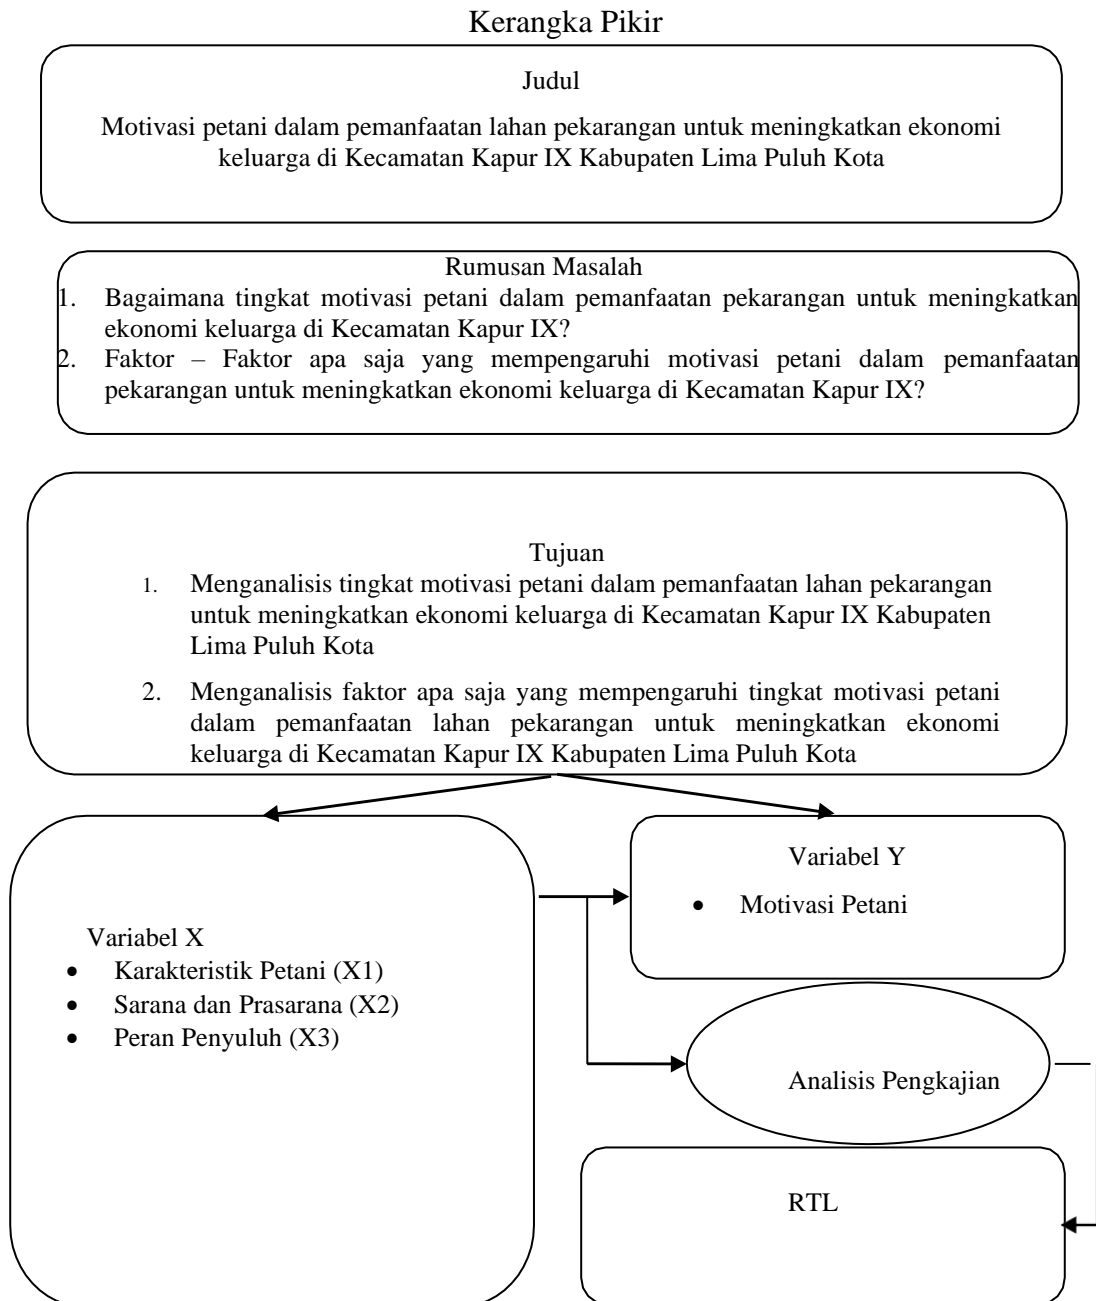 Kerangka Pikir
Judul
Motivasi petani dalam pemanfaatan lahan pekarangan untuk meningkatkan ekonomi
keluarga di Kecamatan Kapur IX Kabupaten Lima Puluh Kota
Rumusan Masalah
1. Bagaimana tingkat motivasi petani dalam pemanfaatan pekarangan untuk meningkatkan
ekonomi keluarga di Kecamatan Kapur IX?
2. Faktor – Faktor apa saja yang mempengaruhi motivasi petani dalam pemanfaatan
pekarangan untuk meningkatkan ekonomi keluarga di Kecamatan Kapur IX?
Tujuan
1. Menganalisis tingkat motivasi petani dalam pemanfaatan lahan pekarangan
untuk meningkatkan ekonomi keluarga di Kecamatan Kapur IX Kabupaten
Lima Puluh Kota
2. Menganalisis faktor apa saja yang mempengaruhi tingkat motivasi petani
dalam pemanfaatan lahan pekarangan untuk meningkatkan ekonomi
keluarga di Kecamatan Kapur IX Kabupaten Lima Puluh Kota
Variabel X
• Karakteristik Petani (X1)
• Sarana dan Prasarana (X2)
• Peran Penyuluh (X3)
Variabel Y
• Motivasi Petani
Analisis Pengkajian
RTL